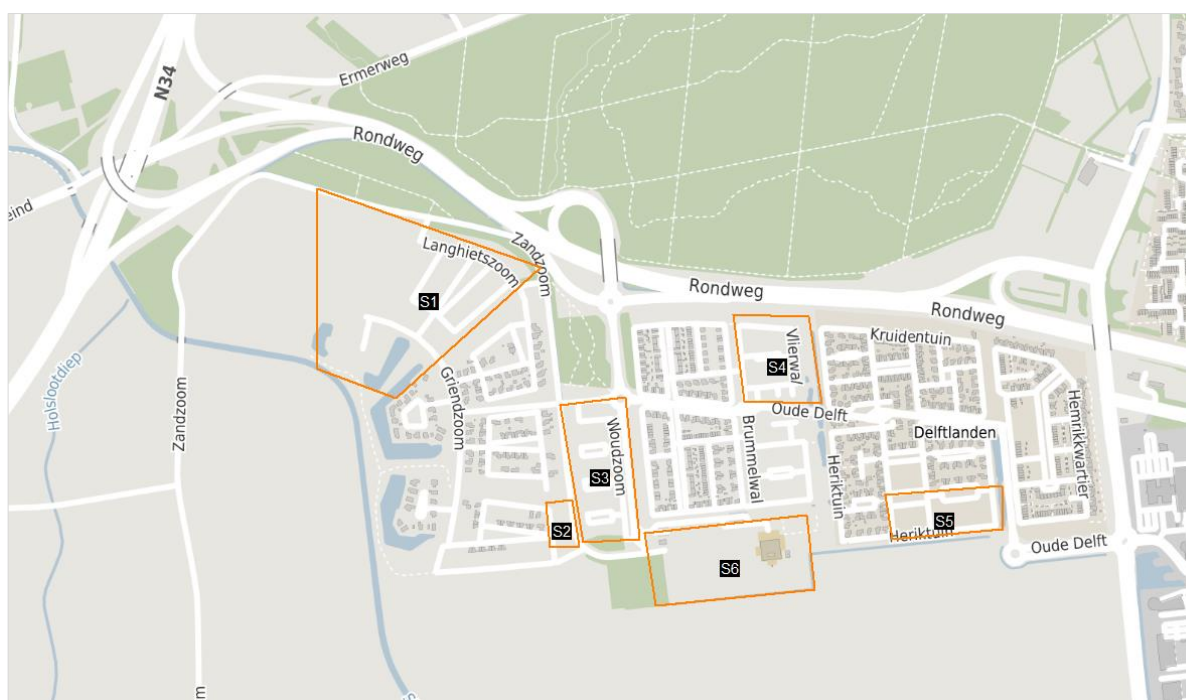 N34
Ermerweg
Rondweg
eind
Langhietszoom
Zandzoom
S1
Rondweg
Rondweg
Vlierwal
Kruidentuin
S4
Holslootdiep
Zandzoom
Griendzoom
Oude Delft
Woudzoom
Brummelwal
Delftlanden
Hemrikkwartier
Heriktuin
S3
S2
S5
Heriktuin
Oude Delft
S6